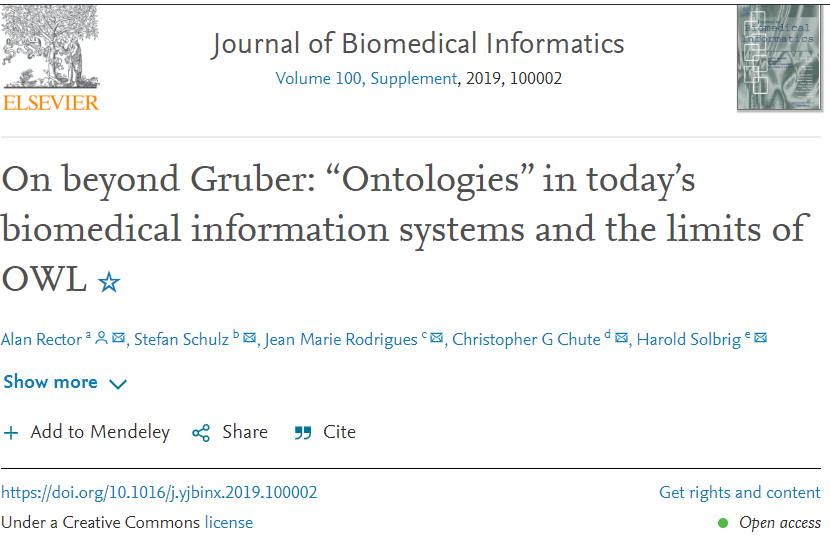 ELSEVIER
Journal of Biomedical Informatics
Volume 100, Supplement, 2019, 100002
Biomedical
Informatics
On beyond Gruber: “Ontologies” in today’s
biomedical information systems and the limits of
OWL ☆
Alan Rector a, Stefan Schulz b, Jean Marie Rodrigues c, Christopher G Chute d, Harold Solbrig e
Show more
+ Add to Mendeley Share Cite
https://doi.org/10.1016/j.yjbinx.2019.100002 Get rights and content
Under a Creative Commons license Open access